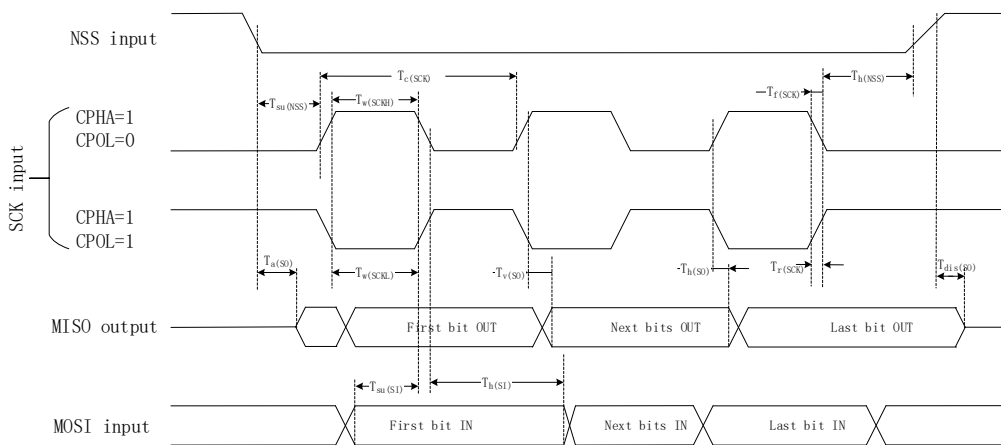 NSS input
Tc(SCK)
Th(NSS)
Tsu(NSS)
Tw(SCKH)
Tf(SCK)
CPHA=1
CPOL=0
SCK input
CPHA=1
CPOL=1
Ta(SO)
Tw(SCKL)
Tv(SO)
Th(SO)
Tr(SCK)
Tdis(SO)
MISO output
First bit OUT
Next bits OUT
Last bit OUT
Tsu(SI)
Th(SI)
MOSI input
First bit IN
Next bits IN
Last bit IN